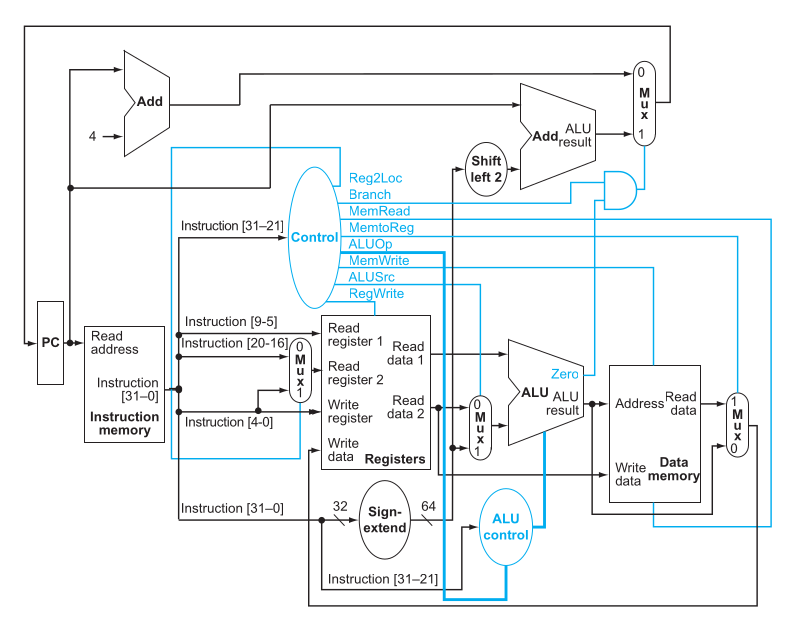 0
M
u
x
1
Add
4
Add
ALU
result
Shift
left 2
Reg2Loc
Branch
MemRead
MemtoReg
ALUOp
MemWrite
ALUSrc
RegWrite
Instruction [31–21]
Control
PC
Read
address
Instruction
[31–0]
Instruction
memory
Instruction [9-5]
Instruction [20-16]
Instruction [4-0]
0
M
u
x
1
Read
register 1
Read
register 2
Write
register
Write
data
Read
data 1
Read
data 2
Registers
0
M
u
x
1
Zero
ALU
ALU
result
Address
Read
data
Write
data
Data
memory
1
M
u
x
0
Instruction [31–0]
32
Sign-
extend
64
ALU
control
Instruction [31–21]